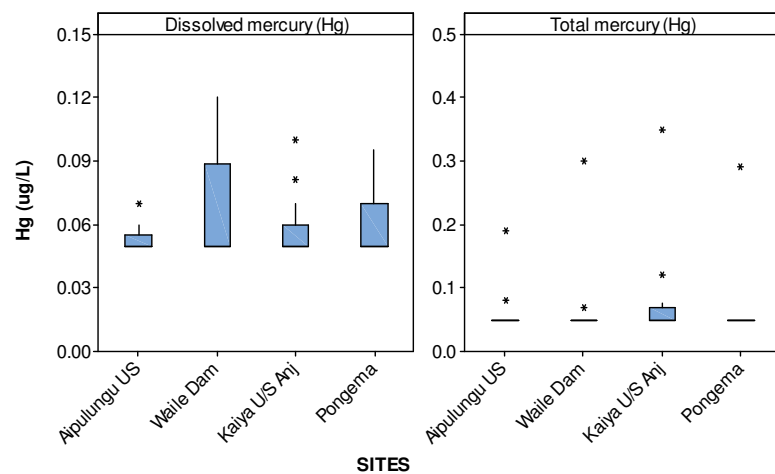 Dissolved mercury (Hg) Total mercury (Hg)
Hg (ug/L)
0.15
0.12
0.09
0.06
0.03
0.00
0.5
0.4
0.3
0.2
0.1
0.0
Aipulungu US
Waile Dam
Kaiya U/S Anj
Pongema
Aipulungu US
Waile Dam
Kaiya U/S Anj
Pongema
SITES